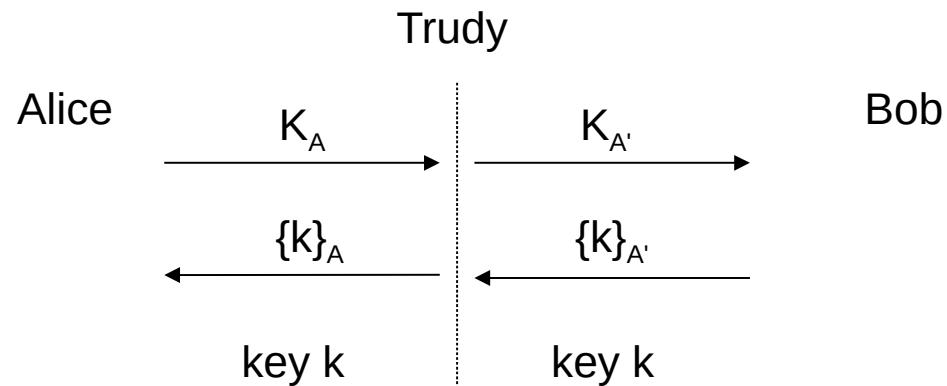 Trudy
Alice Bob
K_A K_A'
{k}_A {k}_A'
key k key k